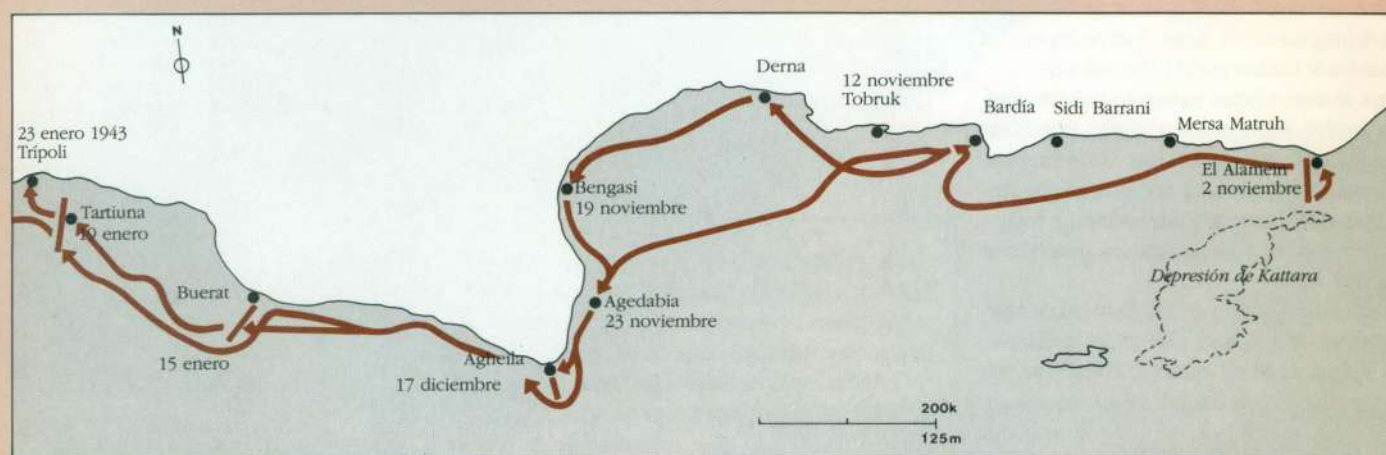 N
23 enero 1943
Trípoli
Tartiuna
19 enero
Buerat
15 enero
Agheila
17 diciembre
Bengasi
19 noviembre
Agedabia
23 noviembre
Derna
12 noviembre
Tobruk
Bardía
Sidi Barrani
Mersa Matruh
El Alamein
2 noviembre
Depresión de Kattara
200k
125m